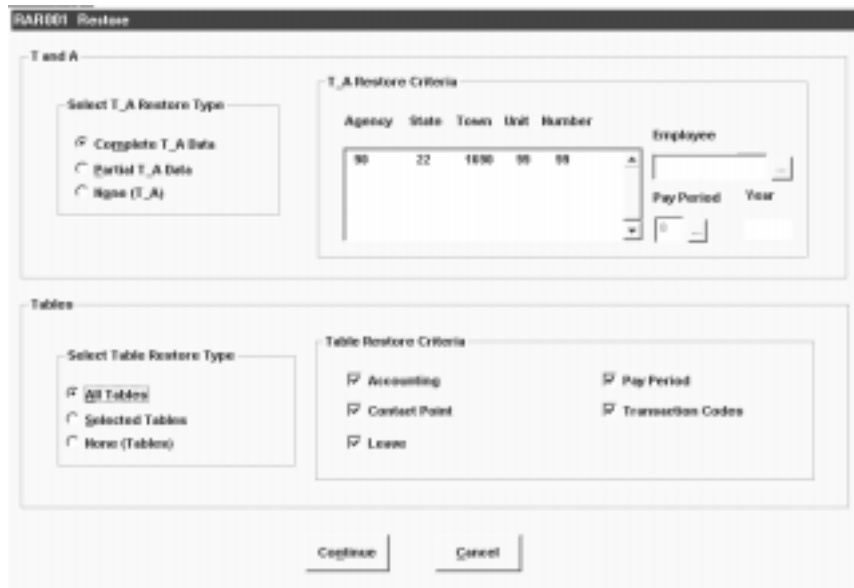 RAR001 Restore
T and A
Select T_A Restore Type
Complete T_A Data
Partial T_A Data
None (T_A)
T_A Restore Criteria
Agency State Town Unit Number
90 22 1690 99 99
Employee
...
Pay Period Year
0 ...
Tables
Select Table Restore Type
All Tables
Selected Tables
None (Tables)
Table Restore Criteria
Accounting
Pay Period
Contact Point
Transaction Codes
Leave
Continue Cancel